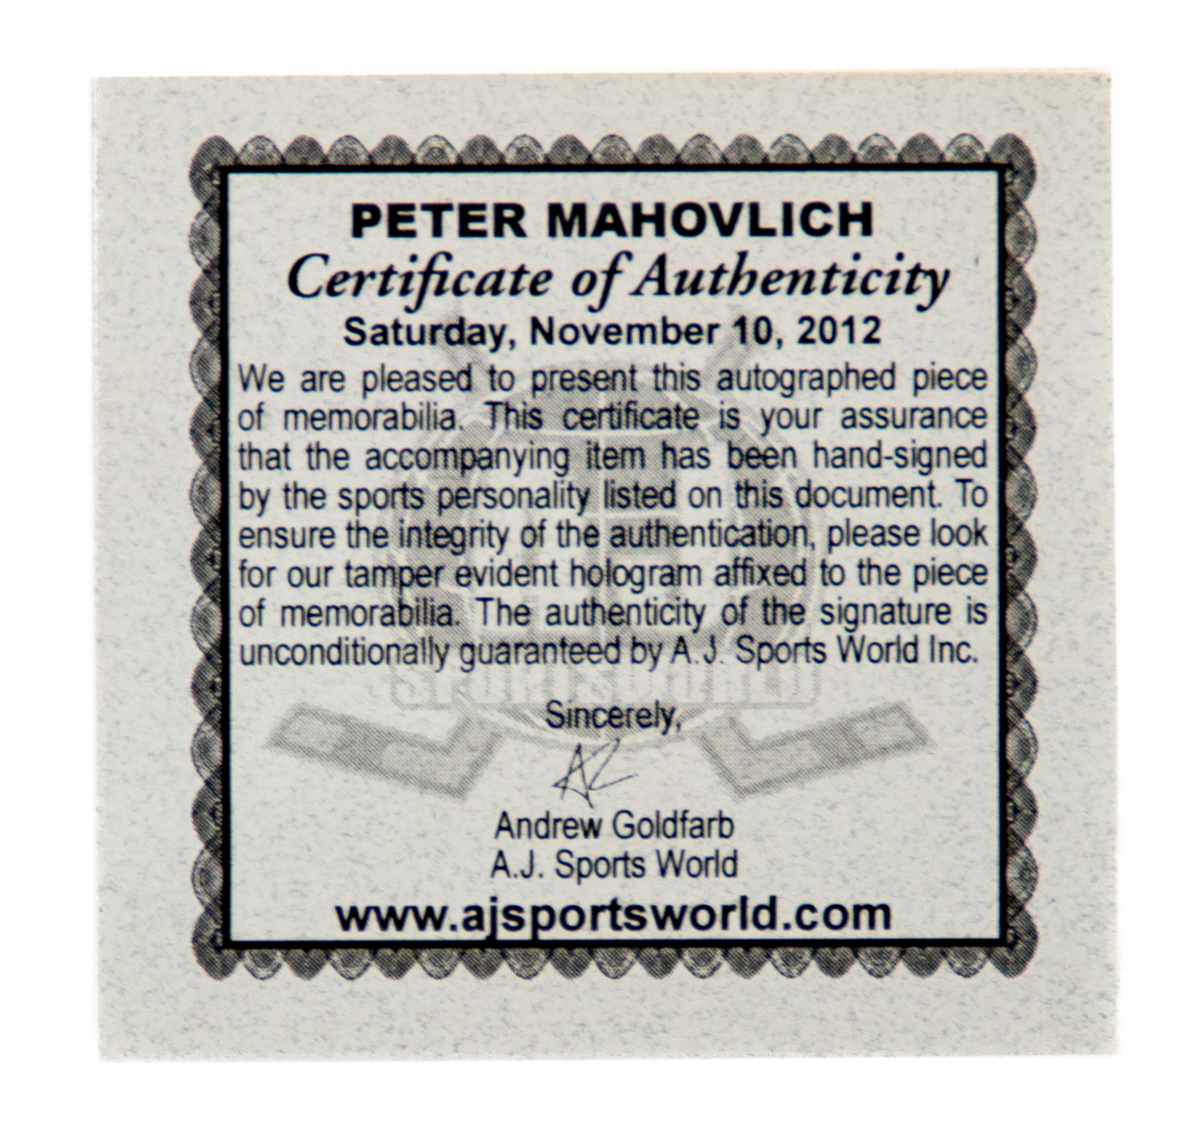 PETER MAHOVLICH
Certificate of Authenticity
Saturday, November 10, 2012
We are pleased to present this autographed piece
of memorabilia. This certificate is your assurance
that the accompanying item has been hand-signed
by the sports personality listed on this document. To
ensure the integrity of the authentication, please look
for our tamper evident hologram affixed to the piece
of memorabilia. The authenticity of the signature is
unconditionally guaranteed by A.J. Sports World Inc.
SPORTSWORLD
Sincerely,
Andrew Goldfarb
A.J. Sports World
www.ajsportsworld.com